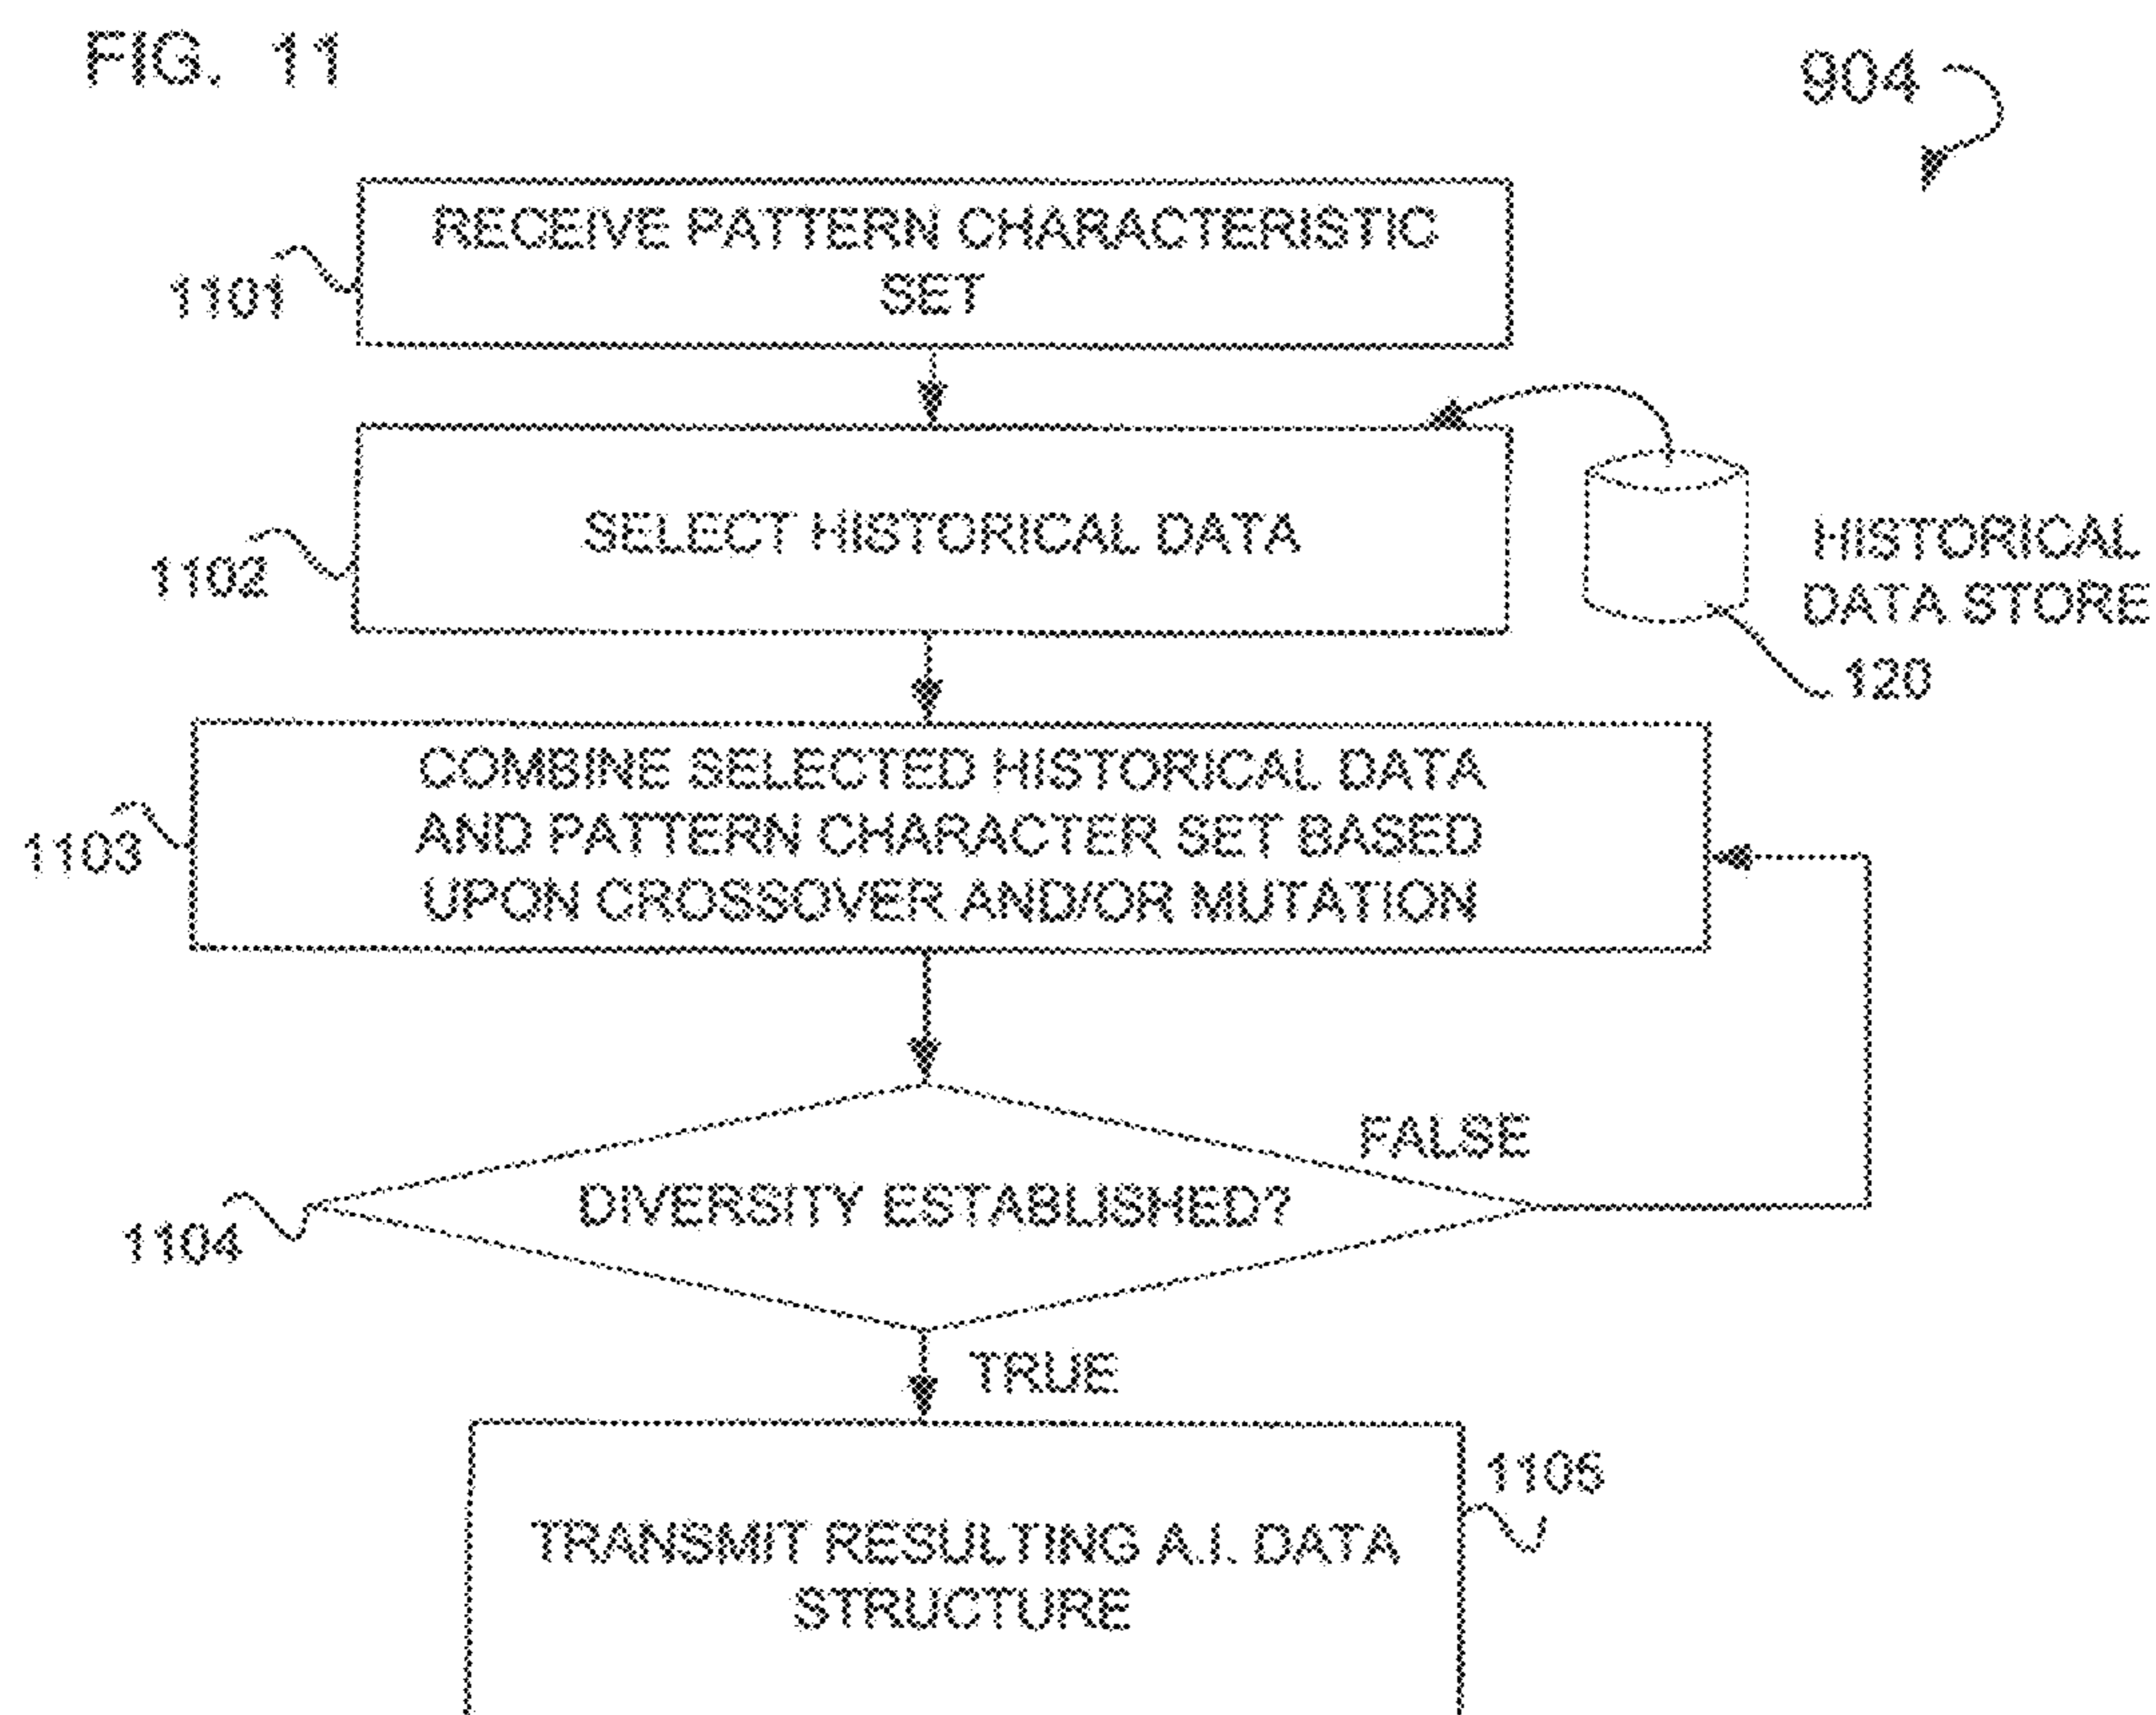 FIG. 11
904
RECEIVE PATTERN CHARACTERISTIC
SET
1101
SELECT HISTORICAL DATA
1102
HISTORICAL
DATA STORE
120
COMBINE SELECTED HISTORICAL DATA
AND PATTERN CHARACTER SET BASED
UPON CROSSOVER AND/OR MUTATION
1103
FALSE
DIVERSITY ESTABLISHED?
1104
TRUE
1105
TRANSMIT RESULTING A.I. DATA
STRUCTURE